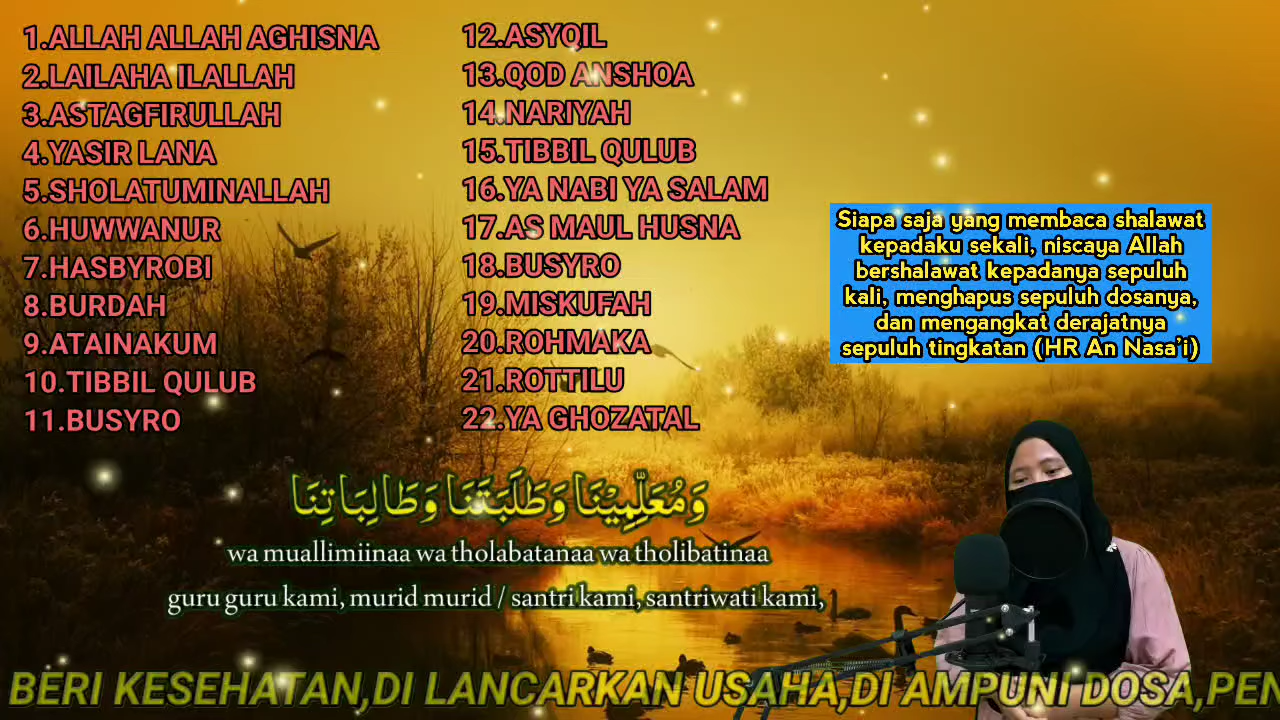 1.ALLAH ALLAH AGHISNA
2.LAILAHA ILALLAH
3.ASTAGFIRULLAH
4.YASIR LANA
5.SHOLATUMINALLAH
6.HUWWANUR
7.HASBYROBI
8.BURDAH
9.ATAINAKUM
10.TIBBIL QULUB
11.BUSYRO
12.ASYQIL
13.QOD ANSHOA
14.NARIYAH
15.TIBBIL QULUB
16.YA NABI YA SALAM
17.AS MAUL HUSNA
18.BUSYRO
19.MISKUFAH
20.ROHMAKA
21.ROTTILU
22.YA GHOZATAL
Siapa saja yang membaca shalawat
kepadaku sekali, niscaya Allah
bershalawat kepadanya sepuluh
kali, menghapus sepuluh dosanya,
dan mengangkat derajatnya
sepuluh tingkatan (HR An Nasa'i)
وَمُعَلِّمِيْنَا وَطَلَبَتَنَا وَطَالِبَاتِنَا
wa muallimiinaa wa tholabatanaa wa tholibatinaa
guru guru kami, murid murid / santri kami, santriwati kami,
BERI KESEHATAN,DI LANCARKAN USAHA,DI AMPUNI DOSA,PEN